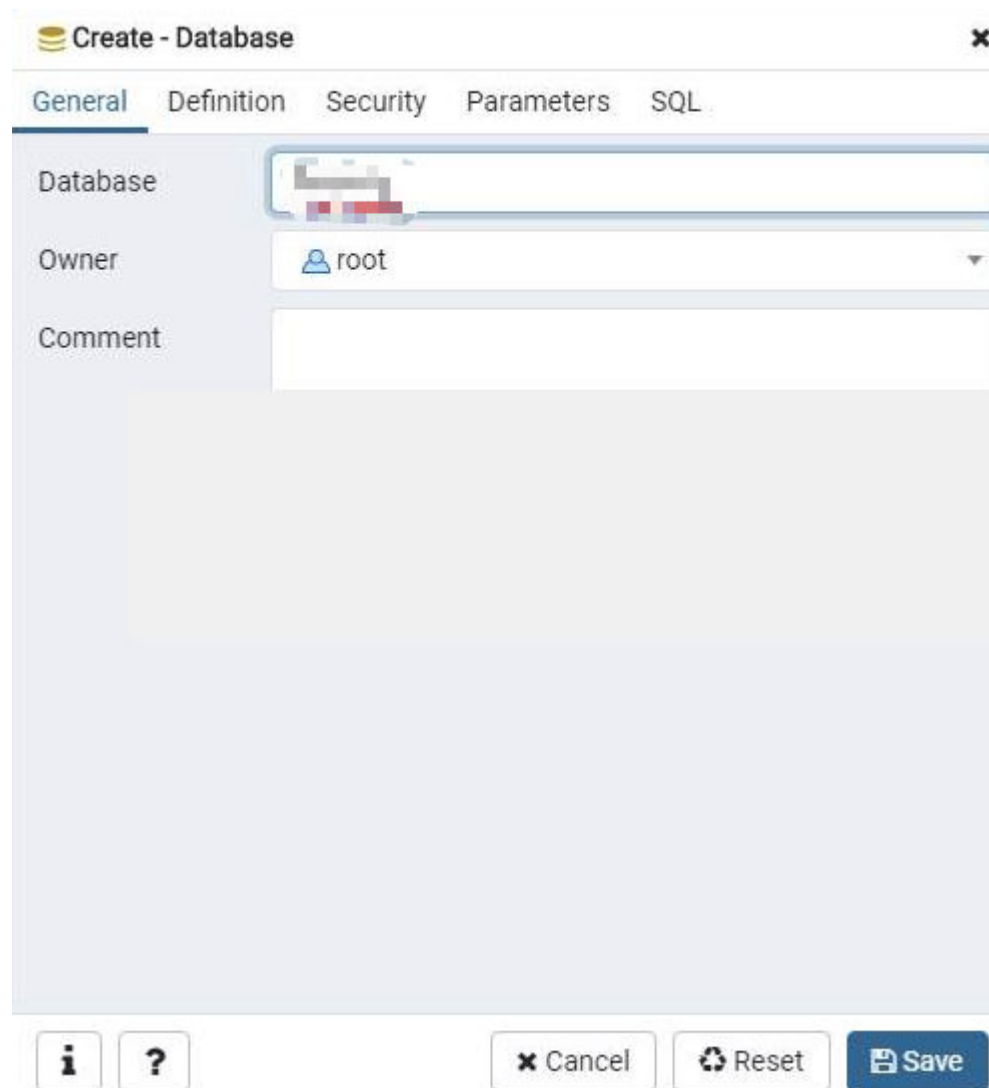 Create - Database
General Definition Security Parameters SQL
Database
Owner root
Comment
i ? Cancel Reset Save